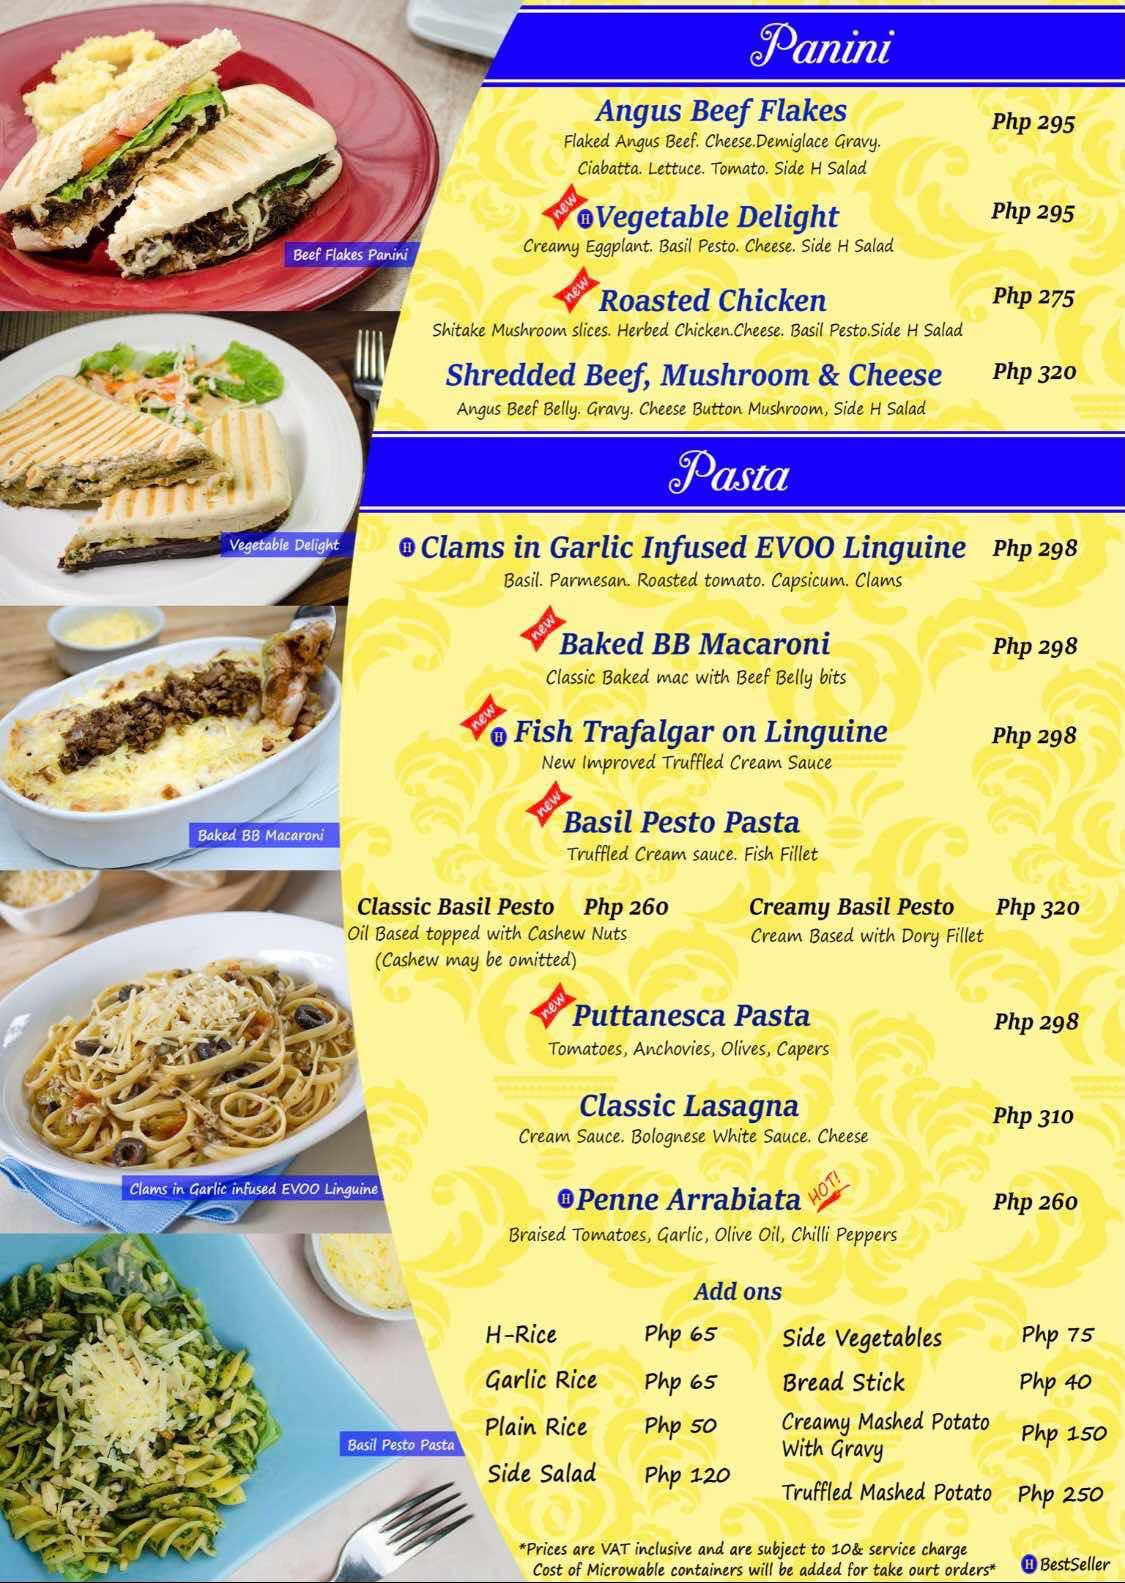 Panini
Angus Beef Flakes Php 295
Flaked Angus Beef. Cheese.Demiglace Gravy.
Ciabatta. Lettuce. Tomato. Side H Salad
new H Vegetable Delight Php 295
Creamy Eggplant. Basil Pesto. Cheese. Side H Salad
new Roasted Chicken Php 275
Shitake Mushroom slices. Herbed Chicken.Cheese. Basil Pesto.Side H Salad
Shredded Beef, Mushroom & Cheese Php 320
Angus Beef Belly. Gravy. Cheese Button Mushroom, Side H Salad
Beef Flakes Panini
Vegetable Delight
Pasta
H Clams in Garlic Infused EVOO Linguine Php 298
Basil. Parmesan. Roasted tomato. Capsicum. Clams
new Baked BB Macaroni Php 298
Classic Baked mac with Beef Belly bits
new H Fish Trafalgar on Linguine Php 298
New Improved Truffled Cream Sauce
new Basil Pesto Pasta
Truffled Cream sauce. Fish Fillet
Classic Basil Pesto Php 260 Creamy Basil Pesto Php 320
Oil Based topped with Cashew Nuts Cream Based with Dory Fillet
(Cashew may be omitted)
new Puttanesca Pasta Php 298
Tomatoes, Anchovies, Olives, Capers
Classic Lasagna Php 310
Cream Sauce. Bolognese White Sauce. Cheese
H Penne Arrabiata HOT! Php 260
Braised Tomatoes, Garlic, Olive Oil, Chilli Peppers
Baked BB Macaroni
Clams in Garlic infused EVOO Linguine
Basil Pesto Pasta
Add ons
H-Rice Php 65 Side Vegetables Php 75
Garlic Rice Php 65 Bread Stick Php 40
Plain Rice Php 50 Creamy Mashed Potato
With Gravy Php 150
Side Salad Php 120 Truffled Mashed Potato Php 250
*Prices are VAT inclusive and are subject to 10& service charge
Cost of Microwable containers will be added for take ourt orders*
H BestSeller